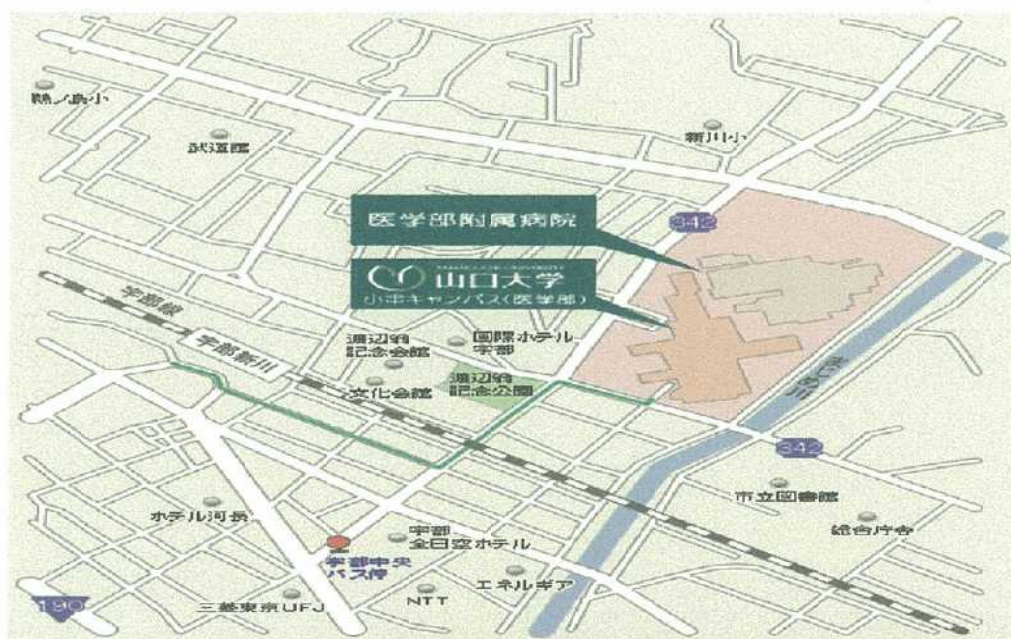 鵜ノ島小
武道館
新川小
医学部附属病院
342
山口大学
小串キャンパス(医学部)
宇部線
宇部新川
渡辺翁
記念会館
国際ホテル
宇部
文化会館
渡辺翁
記念公園
342
市立図書館
総合庁舎
ホテル河長
宇部
全日空ホテル
宇部中央
バス停
エネルギア
NTT
三菱東京UFJ
190